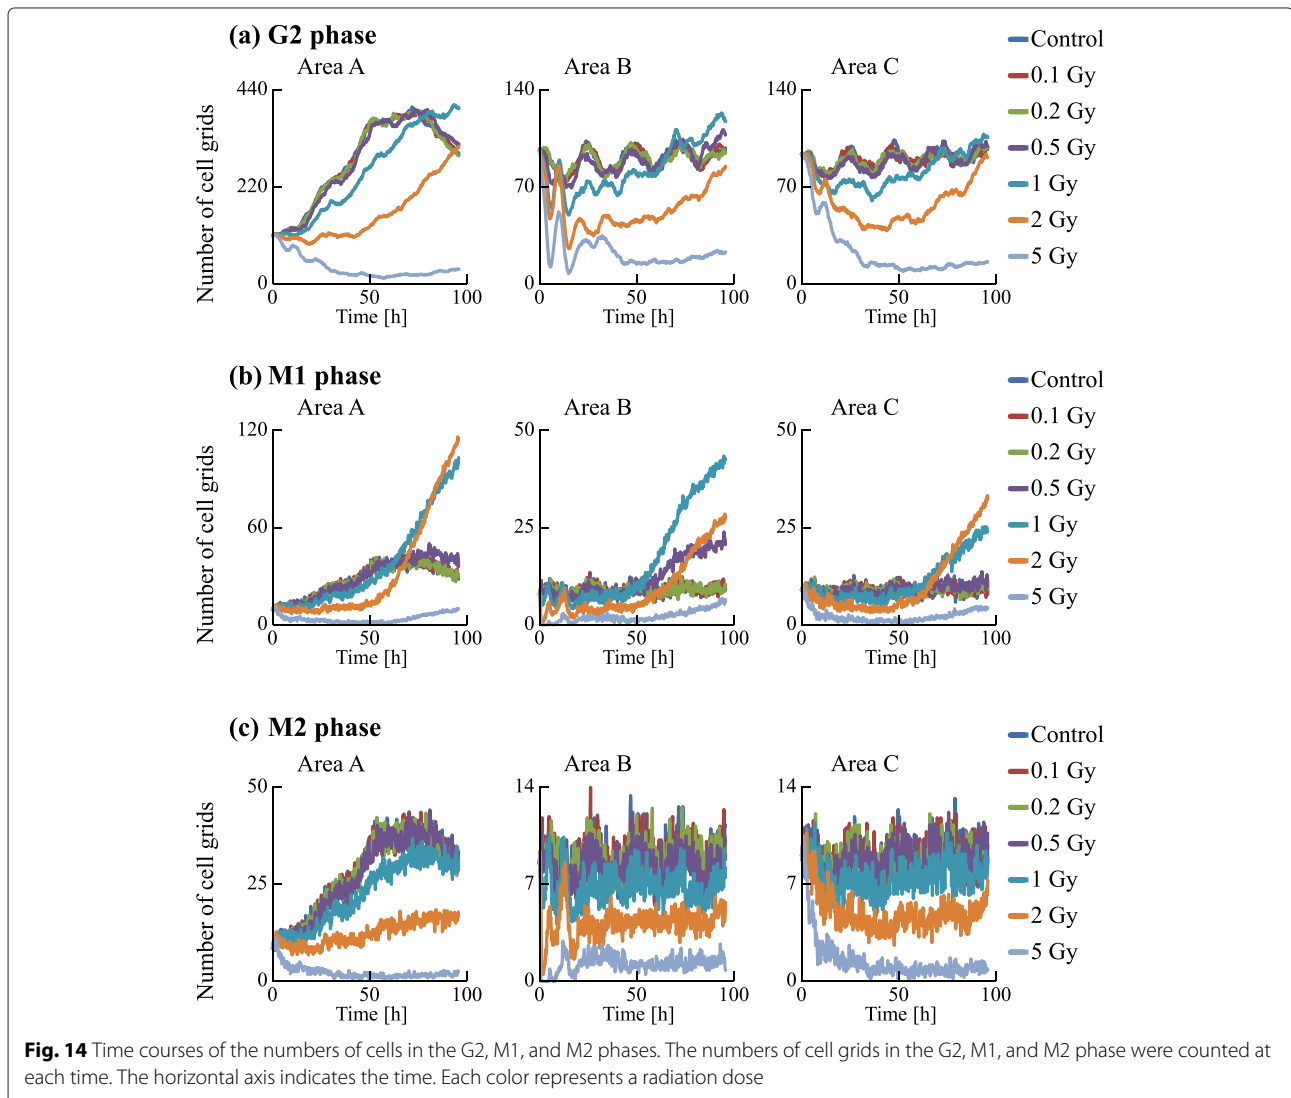 (a) G2 phase
Area A
Area B
Area C
Number of cell grids
440
220
0
0 50 100
Time [h]
140
70
0
0 50 100
Time [h]
140
70
0
0 50 100
Time [h]
Control
0.1 Gy
0.2 Gy
0.5 Gy
1 Gy
2 Gy
5 Gy
(b) M1 phase
Area A
Area B
Area C
Number of cell grids
120
60
0
0 50 100
Time [h]
50
25
0
0 50 100
Time [h]
50
25
0
0 50 100
Time [h]
Control
0.1 Gy
0.2 Gy
0.5 Gy
1 Gy
2 Gy
5 Gy
(c) M2 phase
Area A
Area B
Area C
Number of cell grids
50
25
0
0 50 100
Time [h]
14
7
0
0 50 100
Time [h]
14
7
0
0 50 100
Time [h]
Control
0.1 Gy
0.2 Gy
0.5 Gy
1 Gy
2 Gy
5 Gy
Fig. 14 Time courses of the numbers of cells in the G2, M1, and M2 phases. The numbers of cell grids in the G2, M1, and M2 phase were counted at
each time. The horizontal axis indicates the time. Each color represents a radiation dose